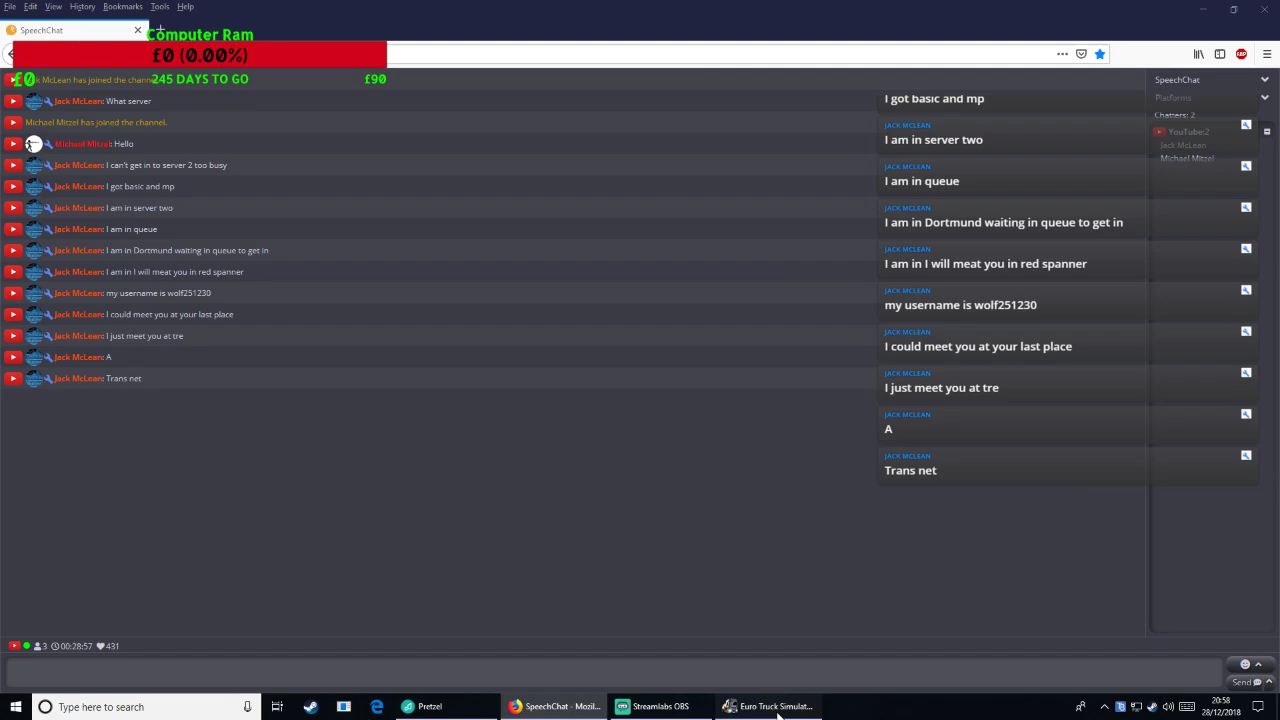 File Edit View History Bookmarks Tools Help
SpeechChat
Computer Ram
£0 (0.00%)
£0 245 DAYS TO GO £90
Jack McLean has joined the channel.
Jack McLean: What server
Michael Mitzel has joined the channel.
Michael Mitzel: Hello
Jack McLean: I can't get in to server 2 too busy
Jack McLean: I got basic and mp
Jack McLean: I am in server two
Jack McLean: I am in queue
Jack McLean: I am in Dortmund waiting in queue to get in
Jack McLean: I am in I will meat you in red spanner
Jack McLean: my username is wolf251230
Jack McLean: I could meet you at your last place
Jack McLean: I just meet you at tre
Jack McLean: A
Jack McLean: Trans net
I got basic and mp
JACK MCLEAN
I am in server two
I am in queue
JACK MCLEAN
I am in Dortmund waiting in queue to get in
JACK MCLEAN
I am in I will meat you in red spanner
JACK MCLEAN
my username is wolf251230
JACK MCLEAN
I could meet you at your last place
JACK MCLEAN
I just meet you at tre
JACK MCLEAN
A
JACK MCLEAN
Trans net
SpeechChat
Platforms
Chatters: 2
YouTube:2
Jack McLean
Michael Mitzel
3 00:28:57 431
Send
Type here to search
Pretzel
SpeechChat - Mozil...
Streamlabs OBS
Euro Truck Simulat...
20:58
28/12/2018
ABP